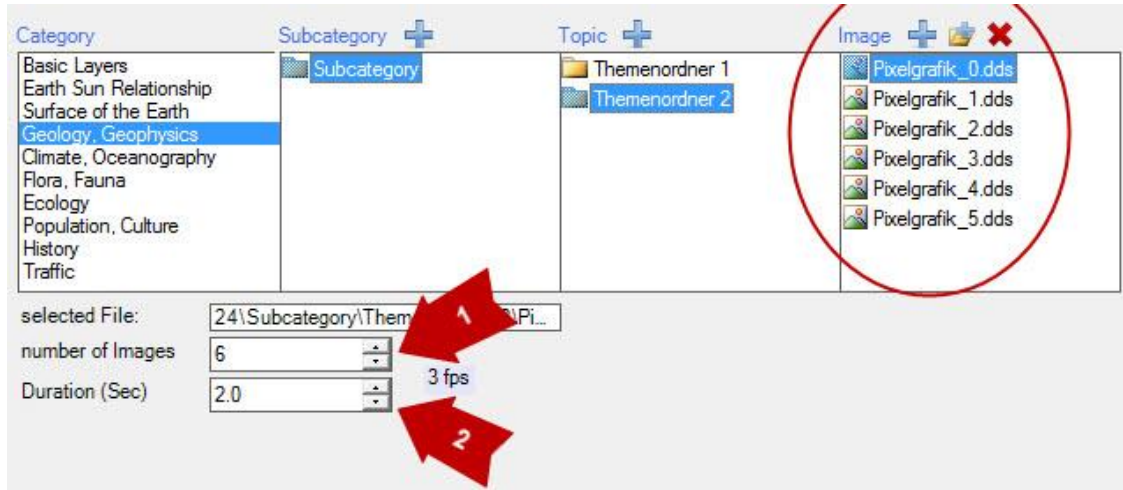 Category
Subcategory
Topic
Image
Basic Layers
Earth Sun Relationship
Surface of the Earth
Geology, Geophysics
Climate, Oceanography
Flora, Fauna
Ecology
Population, Culture
History
Traffic
Subcategory
Themenordner 1
Themenordner 2
Pixelgrafik_0.dds
Pixelgrafik_1.dds
Pixelgrafik_2.dds
Pixelgrafik_3.dds
Pixelgrafik_4.dds
Pixelgrafik_5.dds
selected File:
24\Subcategory\Them
\Pi...
1
number of Images
6
3 fps
Duration (Sec)
2.0
2